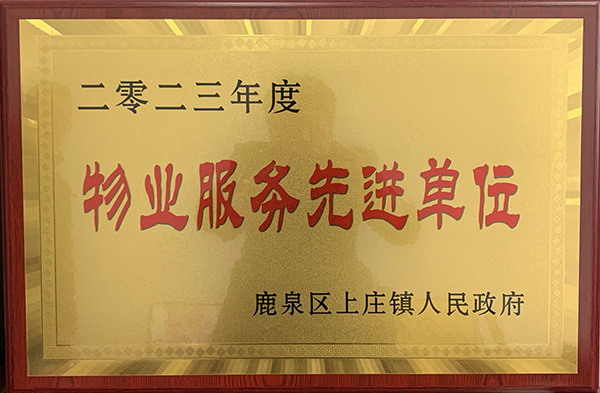 二零二三年度
物业服务先进单位
鹿泉区上庄镇人民政府